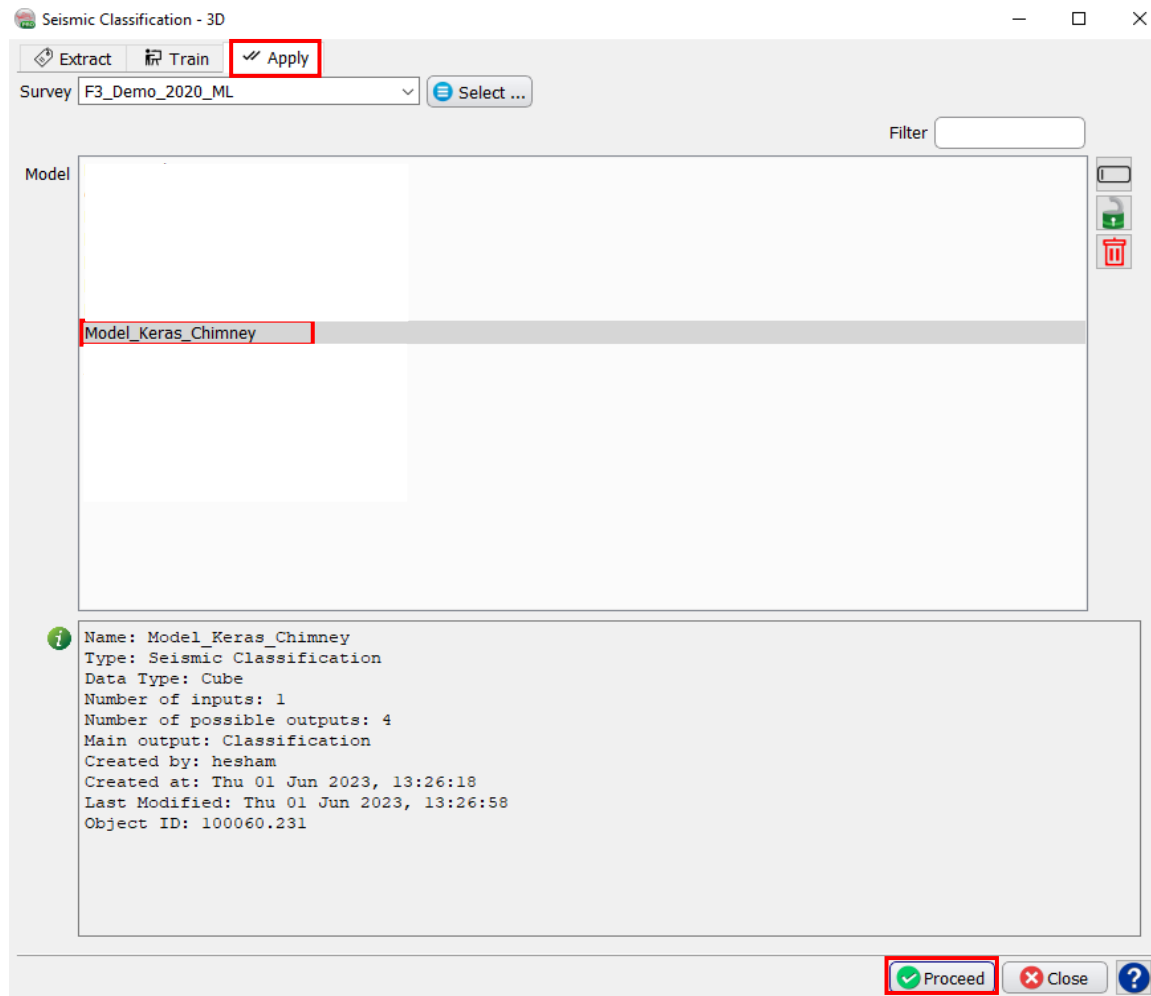 Seismic Classification - 3D
Extract Train Apply
Survey F3_Demo_2020_ML Select ...
Filter
Model
Model_Keras_Chimney
Name: Model_Keras_Chimney
Type: Seismic Classification
Data Type: Cube
Number of inputs: 1
Number of possible outputs: 4
Main output: Classification
Created by: hesham
Created at: Thu 01 Jun 2023, 13:26:18
Last Modified: Thu 01 Jun 2023, 13:26:58
Object ID: 100060.231
Proceed Close ?